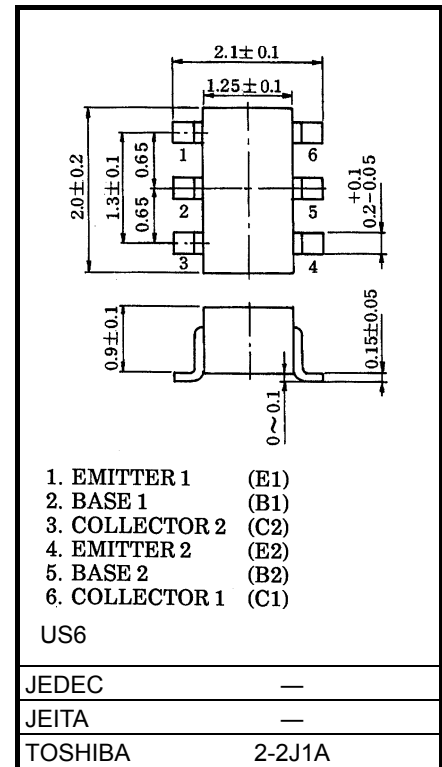 2.1±0.1
1.25±0.1
2.0±0.2
1.3±0.1
0.65
0.65
1
2
3
6
5
4
+0.1
0.2-0.05
0.9±0.1
0~0.1
0.15±0.05
1. EMITTER 1 (E1)
2. BASE 1 (B1)
3. COLLECTOR 2 (C2)
4. EMITTER 2 (E2)
5. BASE 2 (B2)
6. COLLECTOR 1 (C1)
US6
JEDEC —
JEITA —
TOSHIBA 2-2J1A